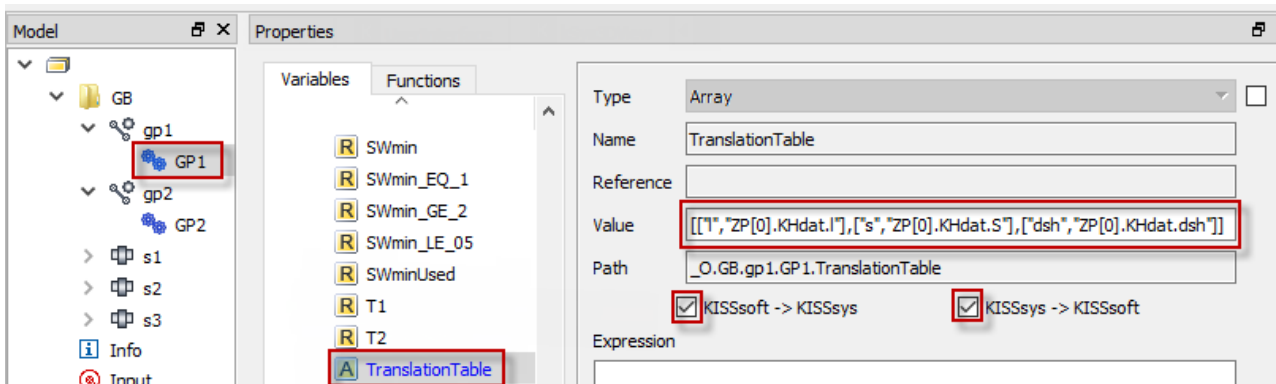 Model
GB
gp1
GP1
gp2
GP2
s1
s2
s3
Info
Input
Properties
Variables
Functions
R SWmin
R SWmin_EQ_1
R SWmin_GE_2
R SWmin_LE_05
R SWminUsed
R T1
R T2
A TranslationTable
Type Array
Name TranslationTable
Reference
Value [["l","ZP[0].KHdat.l"],["s","ZP[0].KHdat.S"],["dsh","ZP[0].KHdat.dsh"]]
Path _O.GB.gp1.GP1.TranslationTable
KISSsoft -> KISSsys KISSsys -> KISSsoft
Expression